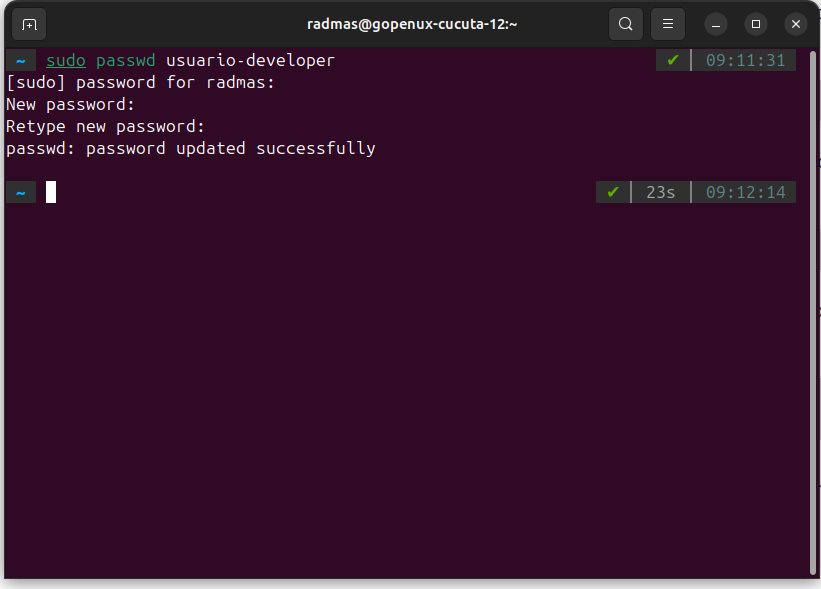 radmas@gopenux-cucuta-12:~
~ sudo passwd usuario-developer ✔ 09:11:31
[sudo] password for radmas:
New password:
Retype new password:
passwd: password updated successfully
~ ✔ 23s 09:12:14